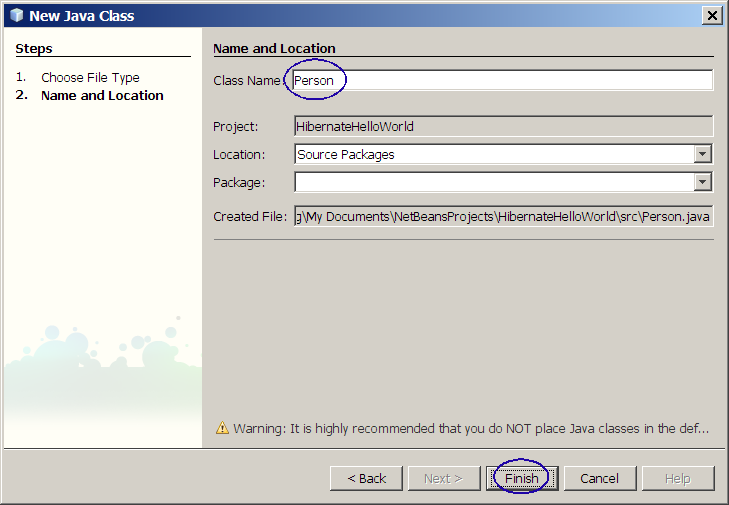 New Java Class
Steps
1. Choose File Type
2. Name and Location
Name and Location
Class Name: Person
Project: HibernateHelloWorld
Location: Source Packages
Package:
Created File: g\My Documents\NetBeansProjects\HibernateHelloWorld\src\Person.java
Warning: It is highly recommended that you do NOT place Java classes in the def...
< Back Next > Finish Cancel Help